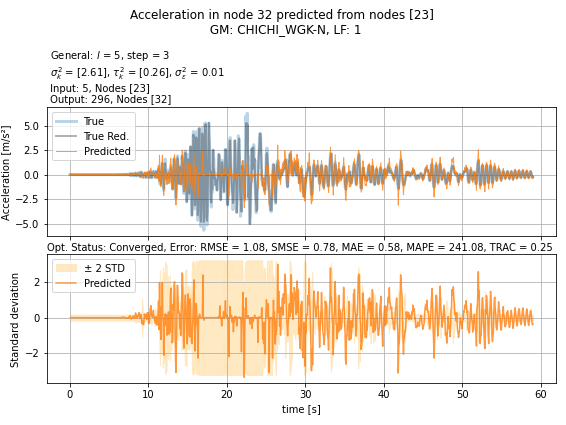 Acceleration in node 32 predicted from nodes [23]
GM: CHICHI_WGK-N, LF: 1
General: l = 5, step = 3
σ²ₖ = [2.61], τ²ₖ = [0.26], σ²ₑ = 0.01
Input: 5, Nodes [23]
Output: 296, Nodes [32]
True
True Red.
Predicted
Acceleration [m/s²]
5.0
2.5
0.0
−2.5
−5.0
Opt. Status: Converged, Error: RMSE = 1.08, SMSE = 0.78, MAE = 0.58, MAPE = 241.08, TRAC = 0.25
± 2 STD
Predicted
Standard deviation
2
0
−2
0 10 20 30 40 50 60
time [s]